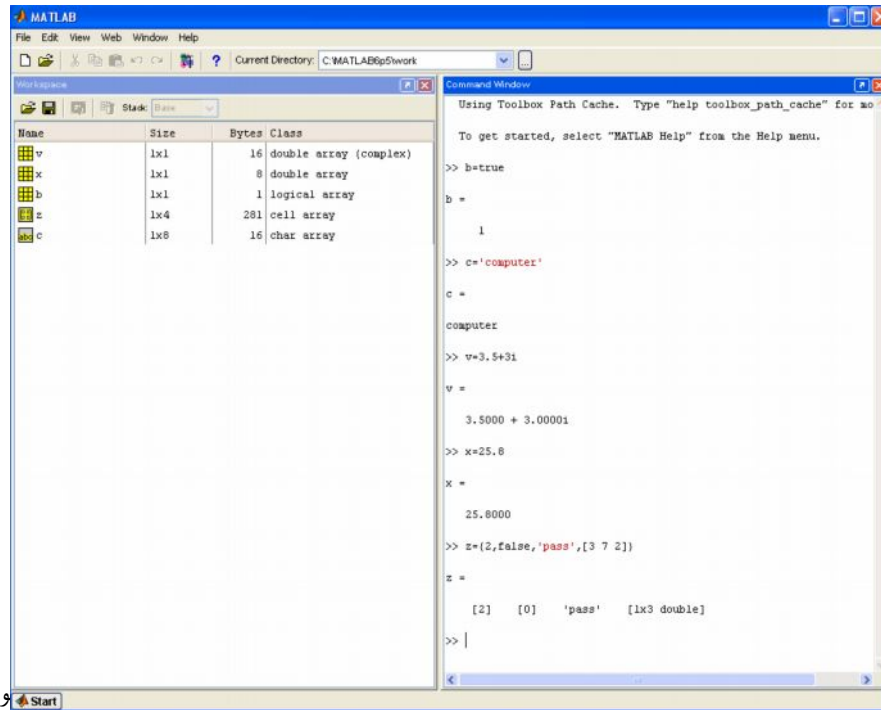 MATLAB
File Edit View Web Window Help
? Current Directory: C:\MATLAB6p5\work ...
Workspace
Stack: Base
Name Size Bytes Class
v 1x1 16 double array (complex)
x 1x1 8 double array
b 1x1 1 logical array
z 1x4 281 cell array
abc c 1x8 16 char array
Command Window
Using Toolbox Path Cache. Type "help toolbox_path_cache" for mo
To get started, select "MATLAB Help" from the Help menu.
>> b=true
b =
1
>> c='computer'
c =
computer
>> v=3.5+3i
v =
3.5000 + 3.0000i
>> x=25.8
x =
25.8000
>> z={2,false,'pass',[3 7 2]}
z =
[2] [0] 'pass' [1x3 double]
>>
و
Start